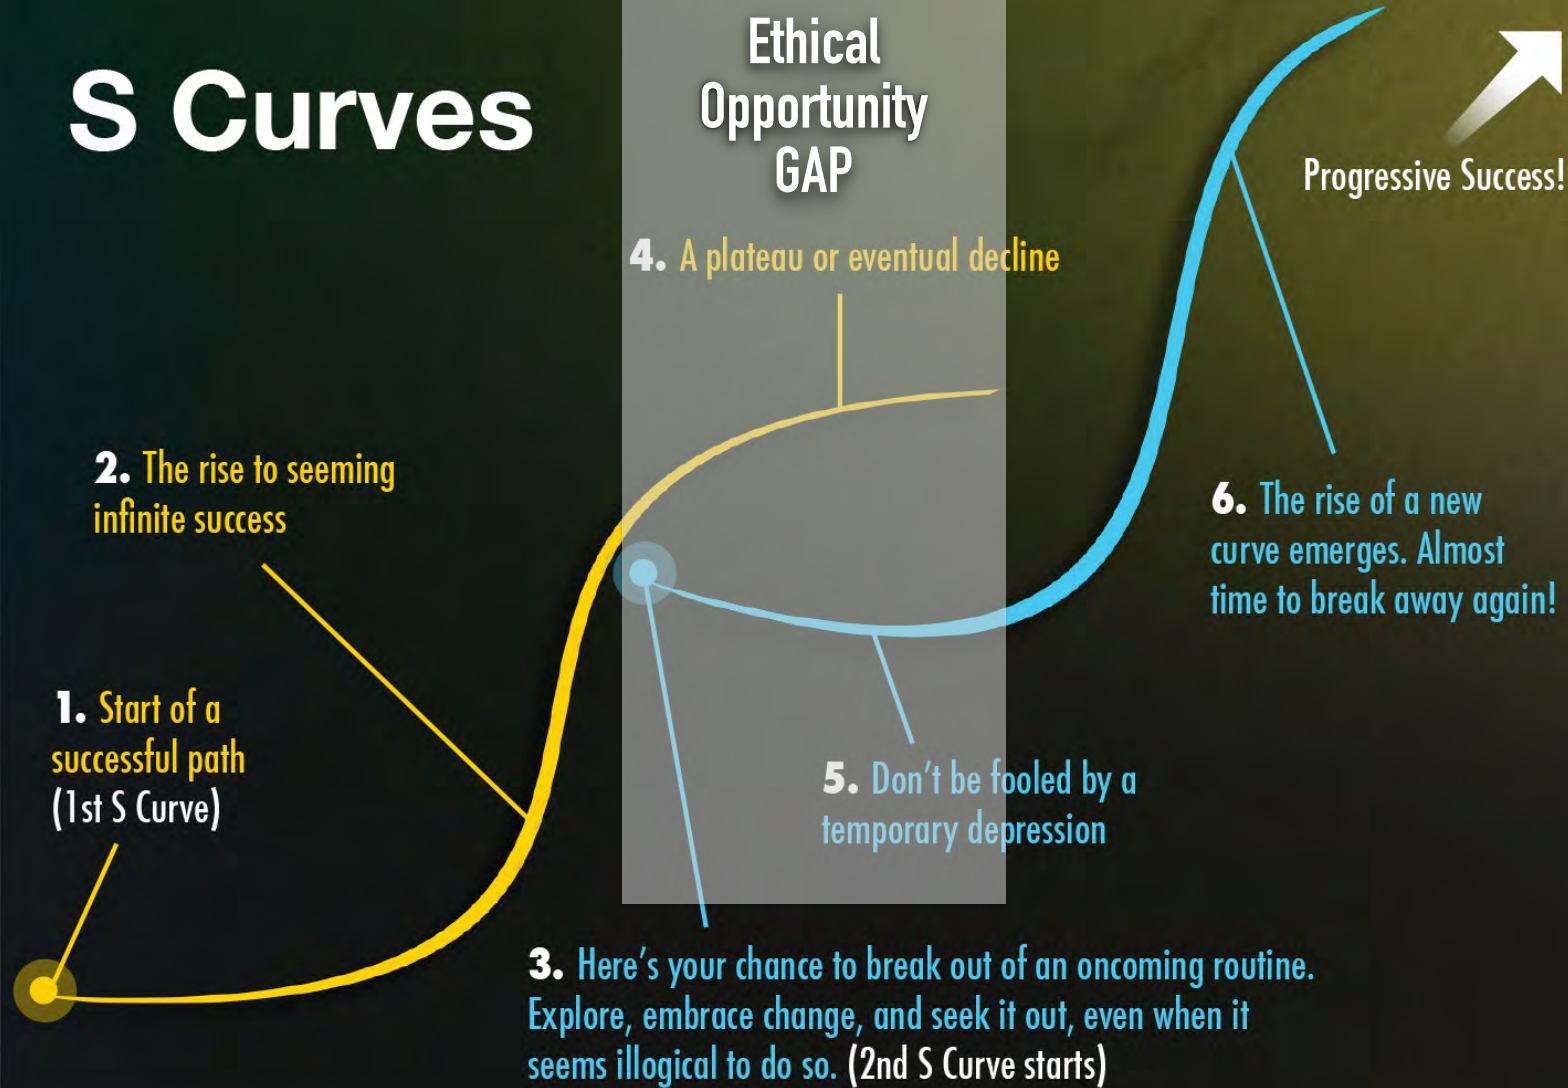 S Curves
Ethical
Opportunity
GAP
Progressive Success!
4. A plateau or eventual decline
2. The rise to seeming
infinite success
6. The rise of a new
curve emerges. Almost
time to break away again!
1. Start of a
successful path
(1st S Curve)
5. Don’t be fooled by a
temporary depression
3. Here’s your chance to break out of an oncoming routine.
Explore, embrace change, and seek it out, even when it
seems illogical to do so. (2nd S Curve starts)